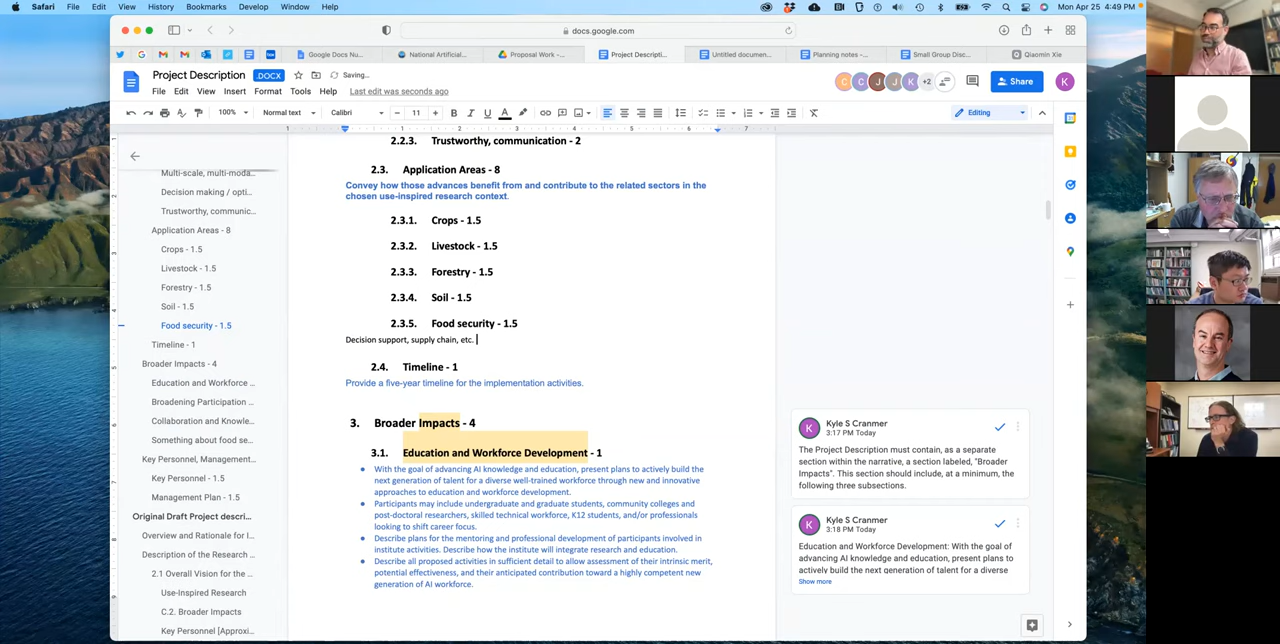 Safari File Edit View History Bookmarks Develop Window Help
Mon Apr 25 4:49 PM
docs.google.com
Google Docs Nu...
National Artificial...
Proposal Work -...
Project Descripti...
Untitled documen...
Planning notes -...
Small Group Disc...
Qiaomin Xie
Project Description .DOCX Saving...
File Edit View Insert Format Tools Help Last edit was seconds ago
C C J J K +2 Share K
100% Normal text Calibri 11 B I U A Editing
1 1 5 6 7
Multi-scale, multi-moda...
Decision making / opti...
Trustworthy, communic...
Application Areas - 8
Crops - 1.5
Livestock - 1.5
Forestry - 1.5
Soil - 1.5
Food security - 1.5
Timeline - 1
Broader Impacts - 4
Education and Workforce ...
Broadening Participation ...
Collaboration and Knowle...
Something about food se...
Key Personnel, Management...
Key Personnel - 1.5
Management Plan - 1.5
Original Draft Project descri...
Overview and Rationale for I...
Description of the Research ...
2.1 Overall Vision for the ...
Use-Inspired Research
C.2. Broader Impacts
Key Personnel [Approxi...
2.2.3. Trustworthy, communication - 2
2.3. Application Areas - 8
Convey how those advances benefit from and contribute to the related sectors in the
chosen use-inspired research context.
2.3.1. Crops - 1.5
2.3.2. Livestock - 1.5
2.3.3. Forestry - 1.5
2.3.4. Soil - 1.5
2.3.5. Food security - 1.5
Decision support, supply chain, etc.
2.4. Timeline - 1
Provide a five-year timeline for the implementation activities.
3. Broader Impacts - 4
3.1. Education and Workforce Development - 1
● With the goal of advancing AI knowledge and education, present plans to actively build the
next generation of talent for a diverse well-trained workforce through new and innovative
approaches to education and workforce development.
● Participants may include undergraduate and graduate students, community colleges and
post-doctoral researchers, skilled technical workforce, K12 students, and/or professionals
looking to shift career focus.
● Describe plans for the mentoring and professional development of participants involved in
institute activities. Describe how the institute will integrate research and education.
● Describe all proposed activities in sufficient detail to allow assessment of their intrinsic merit,
potential effectiveness, and their anticipated contribution toward a highly competent new
generation of AI workforce.
K Kyle S Cranmer
3:17 PM Today
The Project Description must contain, as a separate
section within the narrative, a section labeled, "Broader
Impacts". This section should include, at a minimum, the
following three subsections.
K Kyle S Cranmer
3:18 PM Today
Education and Workforce Development: With the goal of
advancing AI knowledge and education, present plans to
actively build the next generation of talent for a diverse
Show more